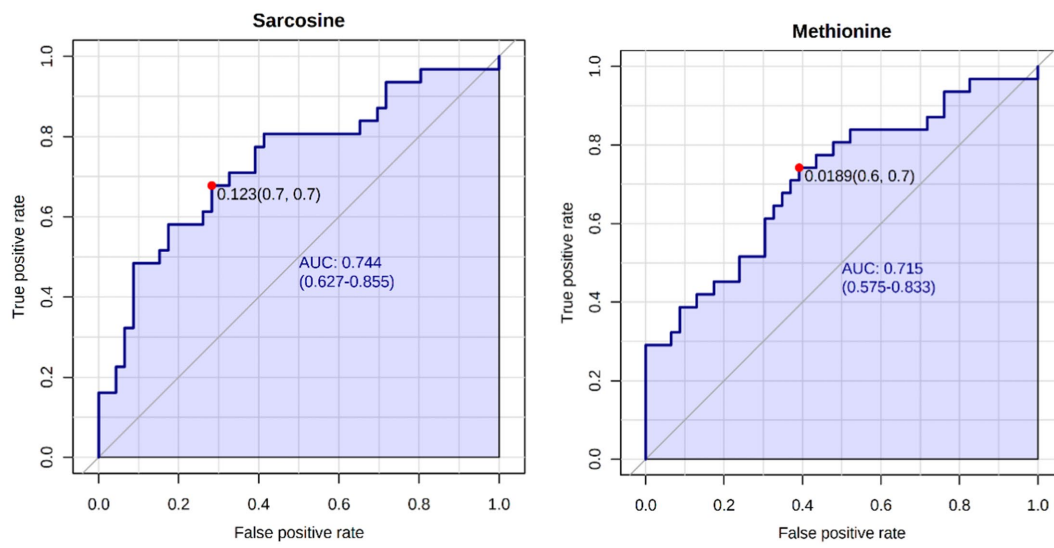 Sarcosine
True positive rate
1.0
0.8
0.6
0.4
0.2
0.0
0.123(0.7, 0.7)
AUC: 0.744
(0.627-0.855)
0.0 0.2 0.4 0.6 0.8 1.0
False positive rate
Methionine
True positive rate
1.0
0.8
0.6
0.4
0.2
0.0
0.0189(0.6, 0.7)
AUC: 0.715
(0.575-0.833)
0.0 0.2 0.4 0.6 0.8 1.0
False positive rate